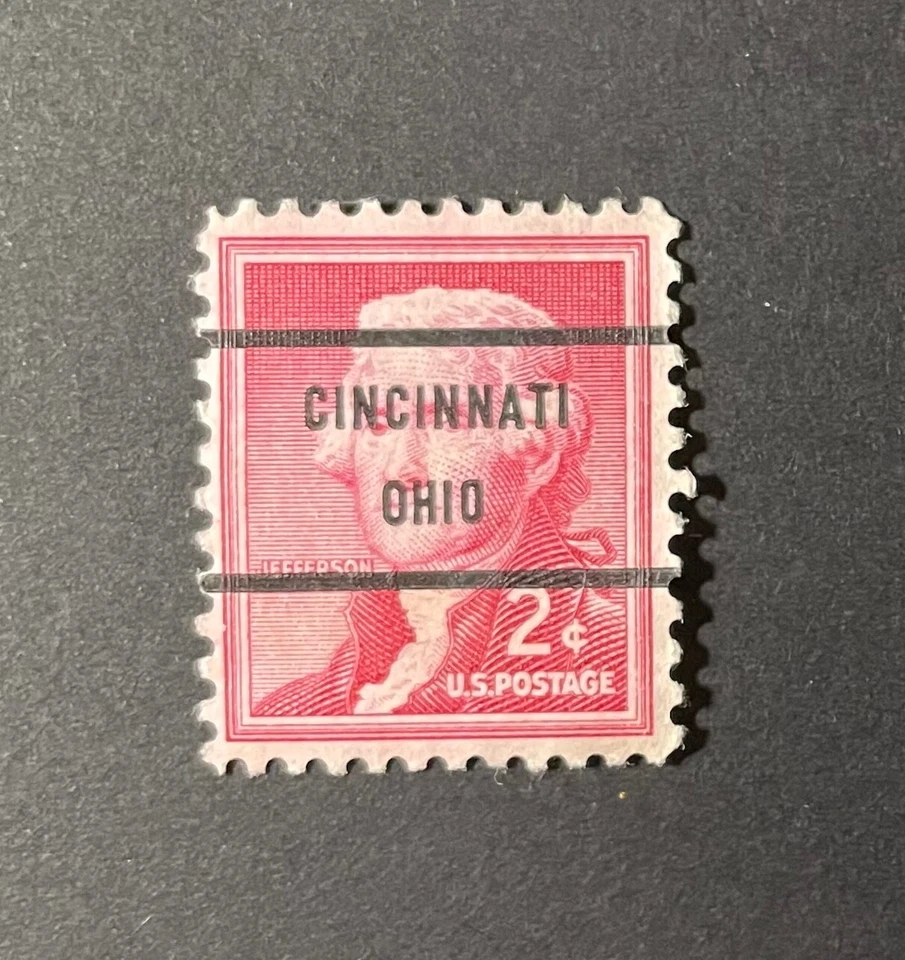 CINCINNATI
OHIO
JEFFERSON
2¢
U.S.POSTAGE